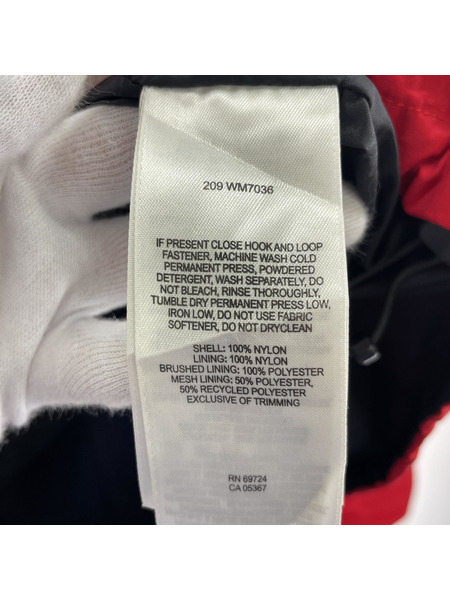 209 WM7036
IF PRESENT CLOSE HOOK AND LOOP
FASTENER, MACHINE WASH COLD
PERMANENT PRESS, POWDERED
DETERGENT, WASH SEPARATELY, DO
NOT BLEACH, RINSE THOROUGHLY,
TUMBLE DRY PERMANENT PRESS LOW,
IRON LOW, DO NOT USE FABRIC
SOFTENER, DO NOT DRYCLEAN
SHELL: 100% NYLON
LINING: 100% NYLON
BRUSHED LINING: 100% POLYESTER
MESH LINING: 50% POLYESTER,
50% RECYCLED POLYESTER
EXCLUSIVE OF TRIMMING
RN 69724
CA 05367